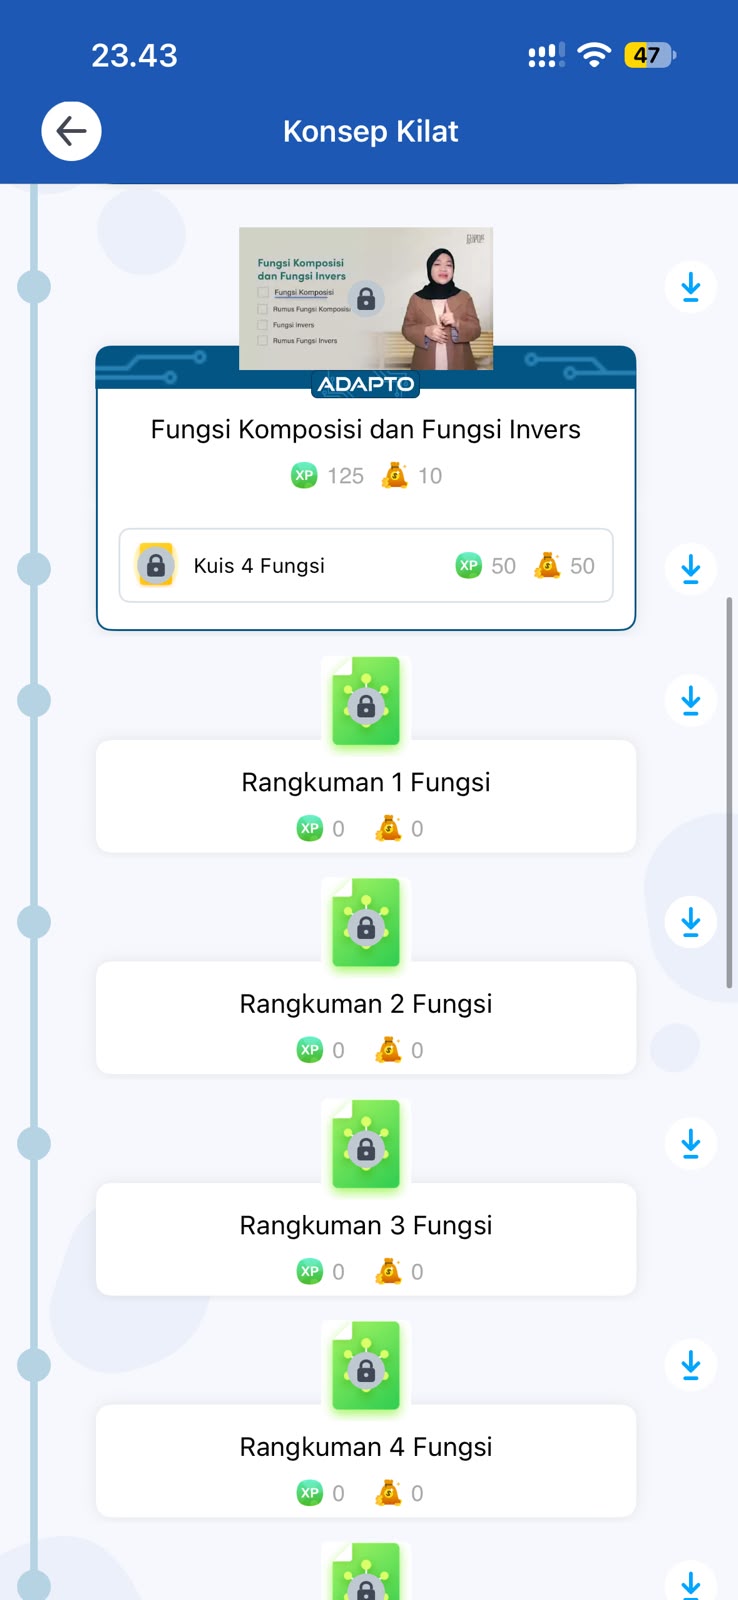 23.43
47
Konsep Kilat
Fungsi Komposisi
dan Fungsi Invers
Fungsi Komposisi
Rumus Fungsi Komposisi
Fungsi Invers
Rumus Fungsi Invers
ADAPTO
Fungsi Komposisi dan Fungsi Invers
XP 125 $ 10
Kuis 4 Fungsi XP 50 $ 50
Rangkuman 1 Fungsi
XP 0 $ 0
Rangkuman 2 Fungsi
XP 0 $ 0
Rangkuman 3 Fungsi
XP 0 $ 0
Rangkuman 4 Fungsi
XP 0 $ 0